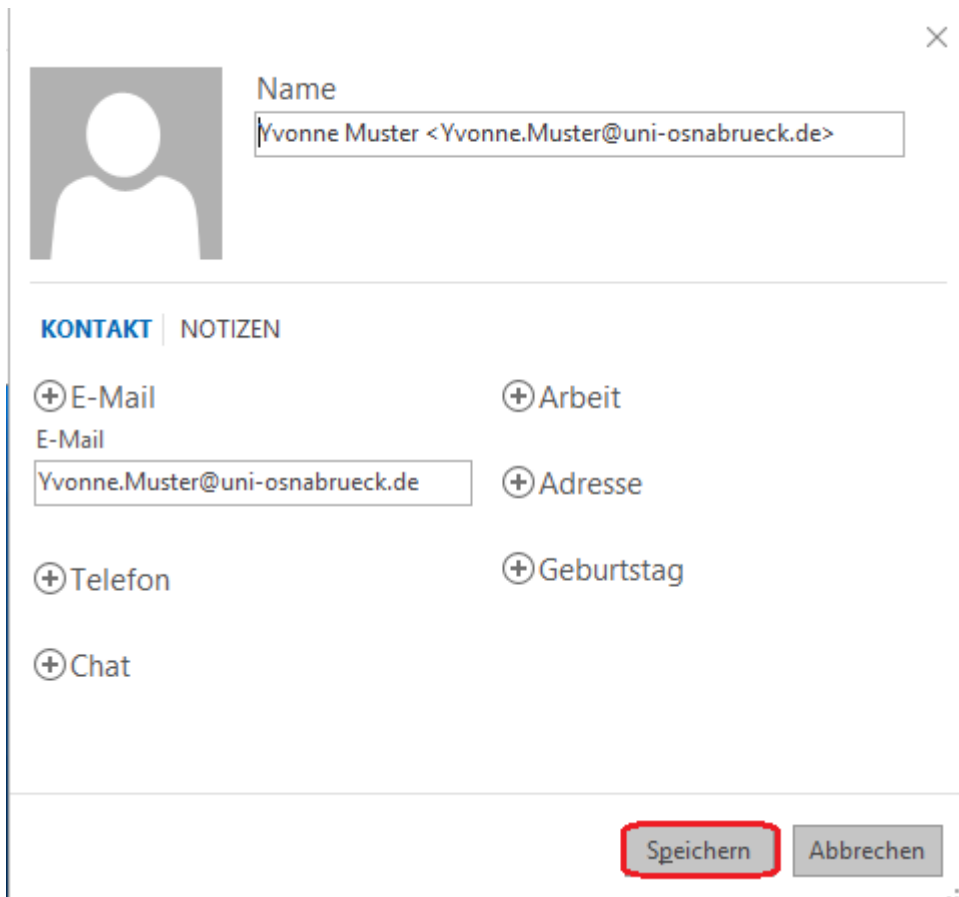 Name
Yvonne Muster <Yvonne.Muster@uni-osnabrueck.de>
KONTAKT NOTIZEN
E-Mail
Arbeit
E-Mail
Yvonne.Muster@uni-osnabrueck.de
Adresse
Telefon
Geburtstag
Chat
Speichern Abbrechen